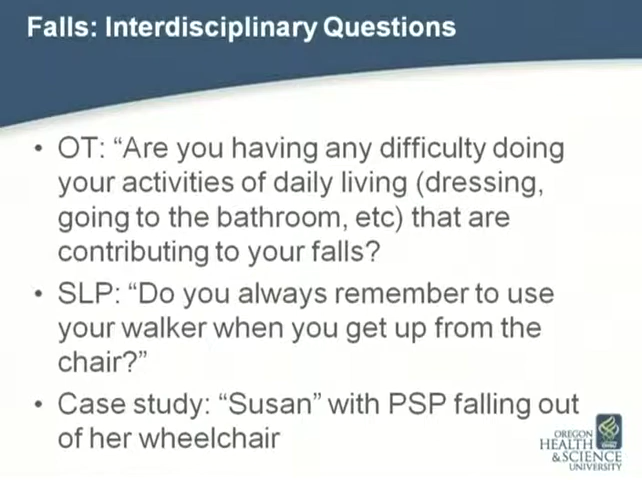 Falls: Interdisciplinary Questions
• OT: “Are you having any difficulty doing
your activities of daily living (dressing,
going to the bathroom, etc) that are
contributing to your falls?
• SLP: “Do you always remember to use
your walker when you get up from the
chair?”
• Case study: “Susan” with PSP falling out
of her wheelchair
OREGON
HEALTH
& SCIENCE
UNIVERSITY